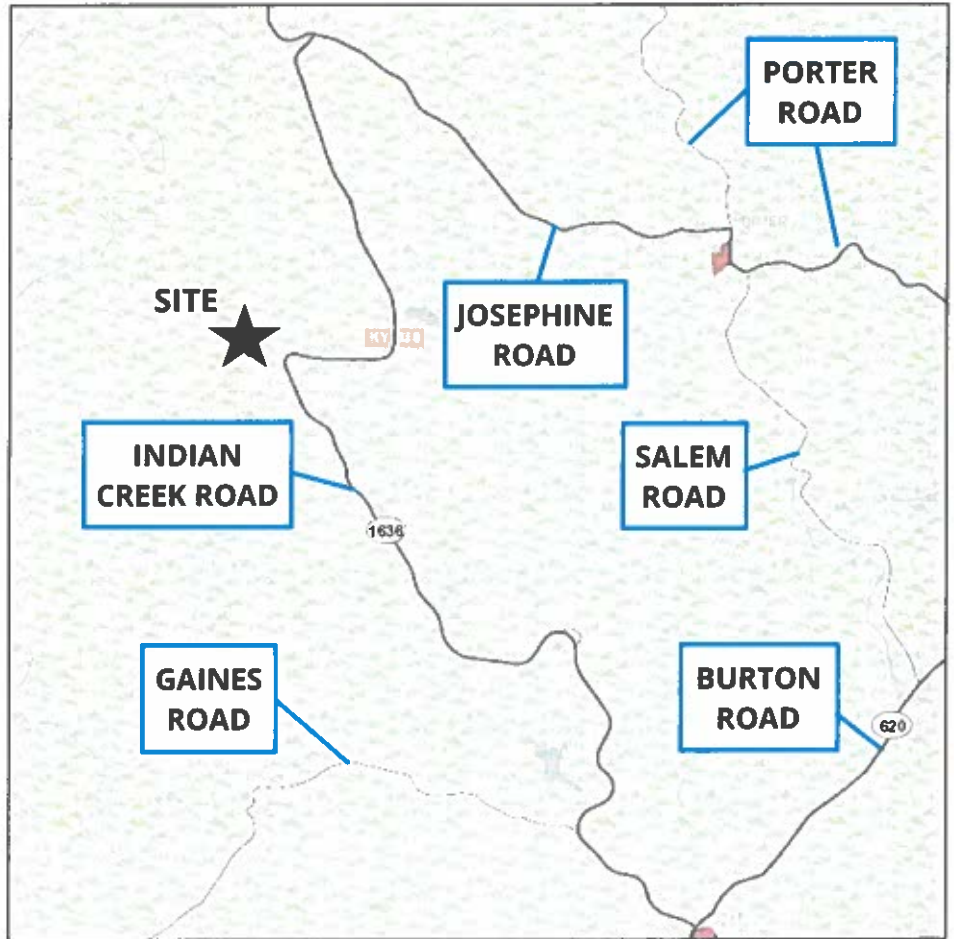 PORTER
ROAD
SITE
JOSEPHINE
ROAD
INDIAN
CREEK ROAD
SALEM
ROAD
1636
GAINES
ROAD
BURTON
ROAD
620